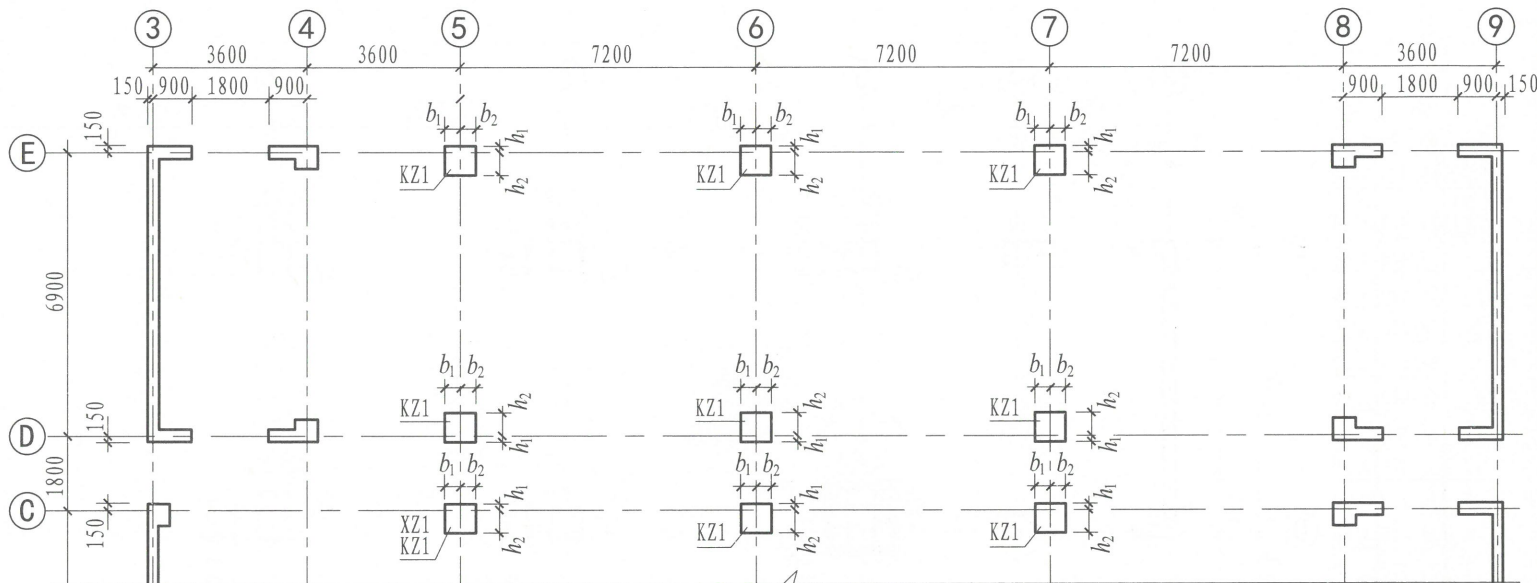 3 4 5 6 7 8 9
3600 3600 7200 7200 7200 3600
150 900 1800 900 900 1800 900 150
b₁ b₂ b₁ b₂ b₁ b₂
E 150 KZ1 h₁ h₂ KZ1 h₁ h₂ KZ1 h₁ h₂
6900
b₁ b₂ b₁ b₂ b₁ b₂
D 150 KZ1 h₂ h₁ KZ1 h₂ h₁ KZ1 h₂ h₁
1800
b₁ b₂ b₁ b₂ b₁ b₂
C 150 XZ1 h₁ h₂ KZ1 h₁ h₂ KZ1 h₁ h₂
KZ1